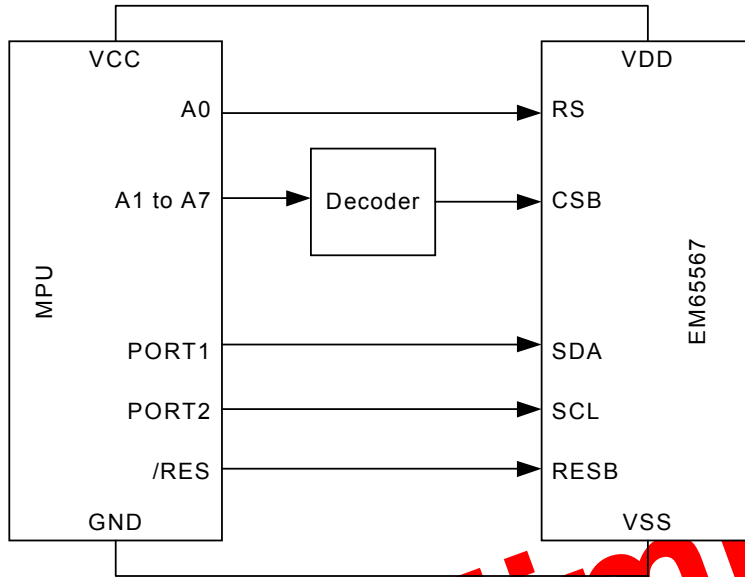 VCC
VDD
A0
RS
A1 to A7
Decoder
CSB
MPU
EM65567
PORT1
SDA
PORT2
SCL
/RES
RESB
GND
VSS